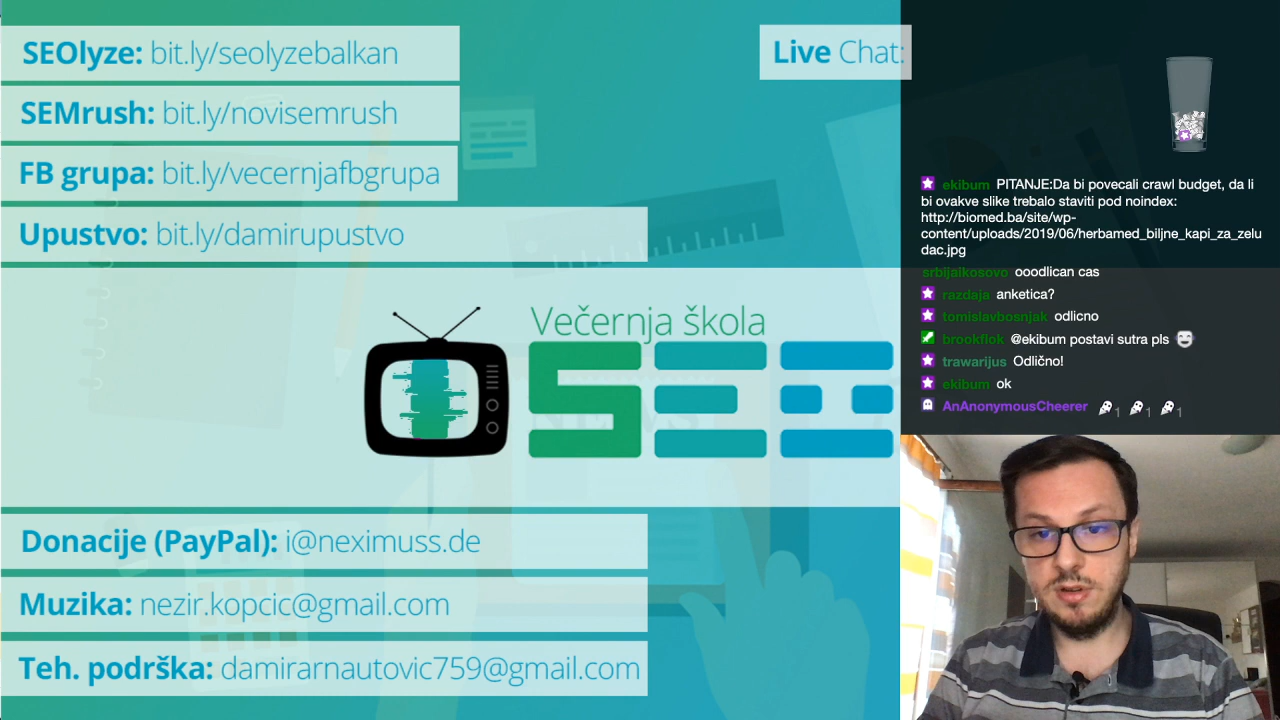 SEOlyze: bit.ly/seolyzebalkan
SEMrush: bit.ly/novisemrush
FB grupa: bit.ly/vecernjafbgrupa
Upustvo: bit.ly/damirupustvo
Večernja škola
SEO
Donacije (PayPal): i@neximuss.de
Muzika: nezir.kopcic@gmail.com
Teh. podrška: damirarnautovic759@gmail.com
Live Chat:
ekibum PITANJE:Da bi povecali crawl budget, da li
bi ovakve slike trebalo staviti pod noindex:
http://biomed.ba/site/wp-
content/uploads/2019/06/herbamed_biljne_kapi_za_zelu
dac.jpg
srbijaikosovo ooodlican cas
razdaja anketica?
tomislavbosnjak odlicno
brookflok @ekibum postavi sutra pls
trawarijus Odlično!
ekibum ok
AnAnonymousCheerer 1 1 1